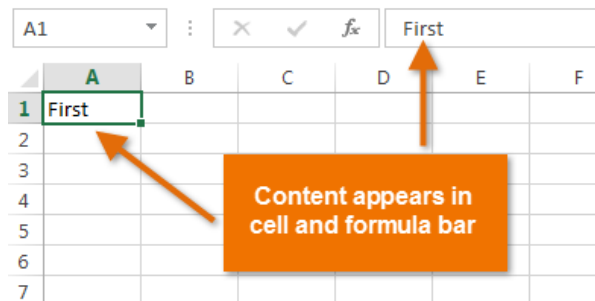 A1 fx First
A B C D E F
1 First
2
3
4
5
6
7
Content appears in
cell and formula bar